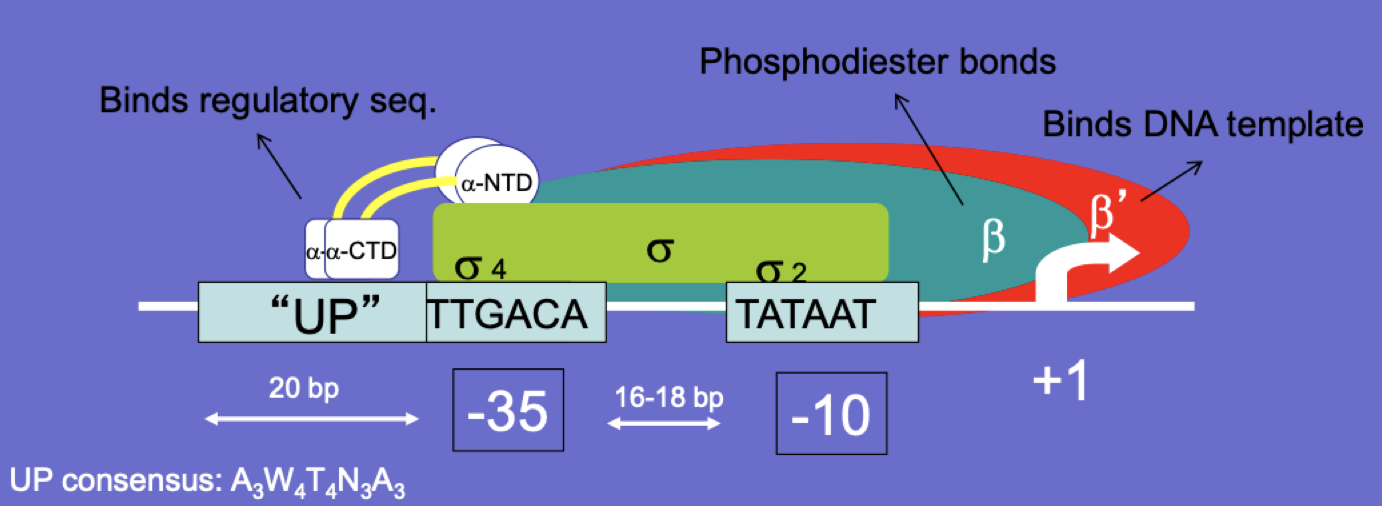 Phosphodiester bonds
Binds regulatory seq.
Binds DNA template
α-NTD
α-α-CTD
σ
β
β’
σ 4
σ 2
“UP”
TTGACA
TATAAT
20 bp
-35
16-18 bp
-10
+1
UP consensus: A₃W₄T₄N₃A₃